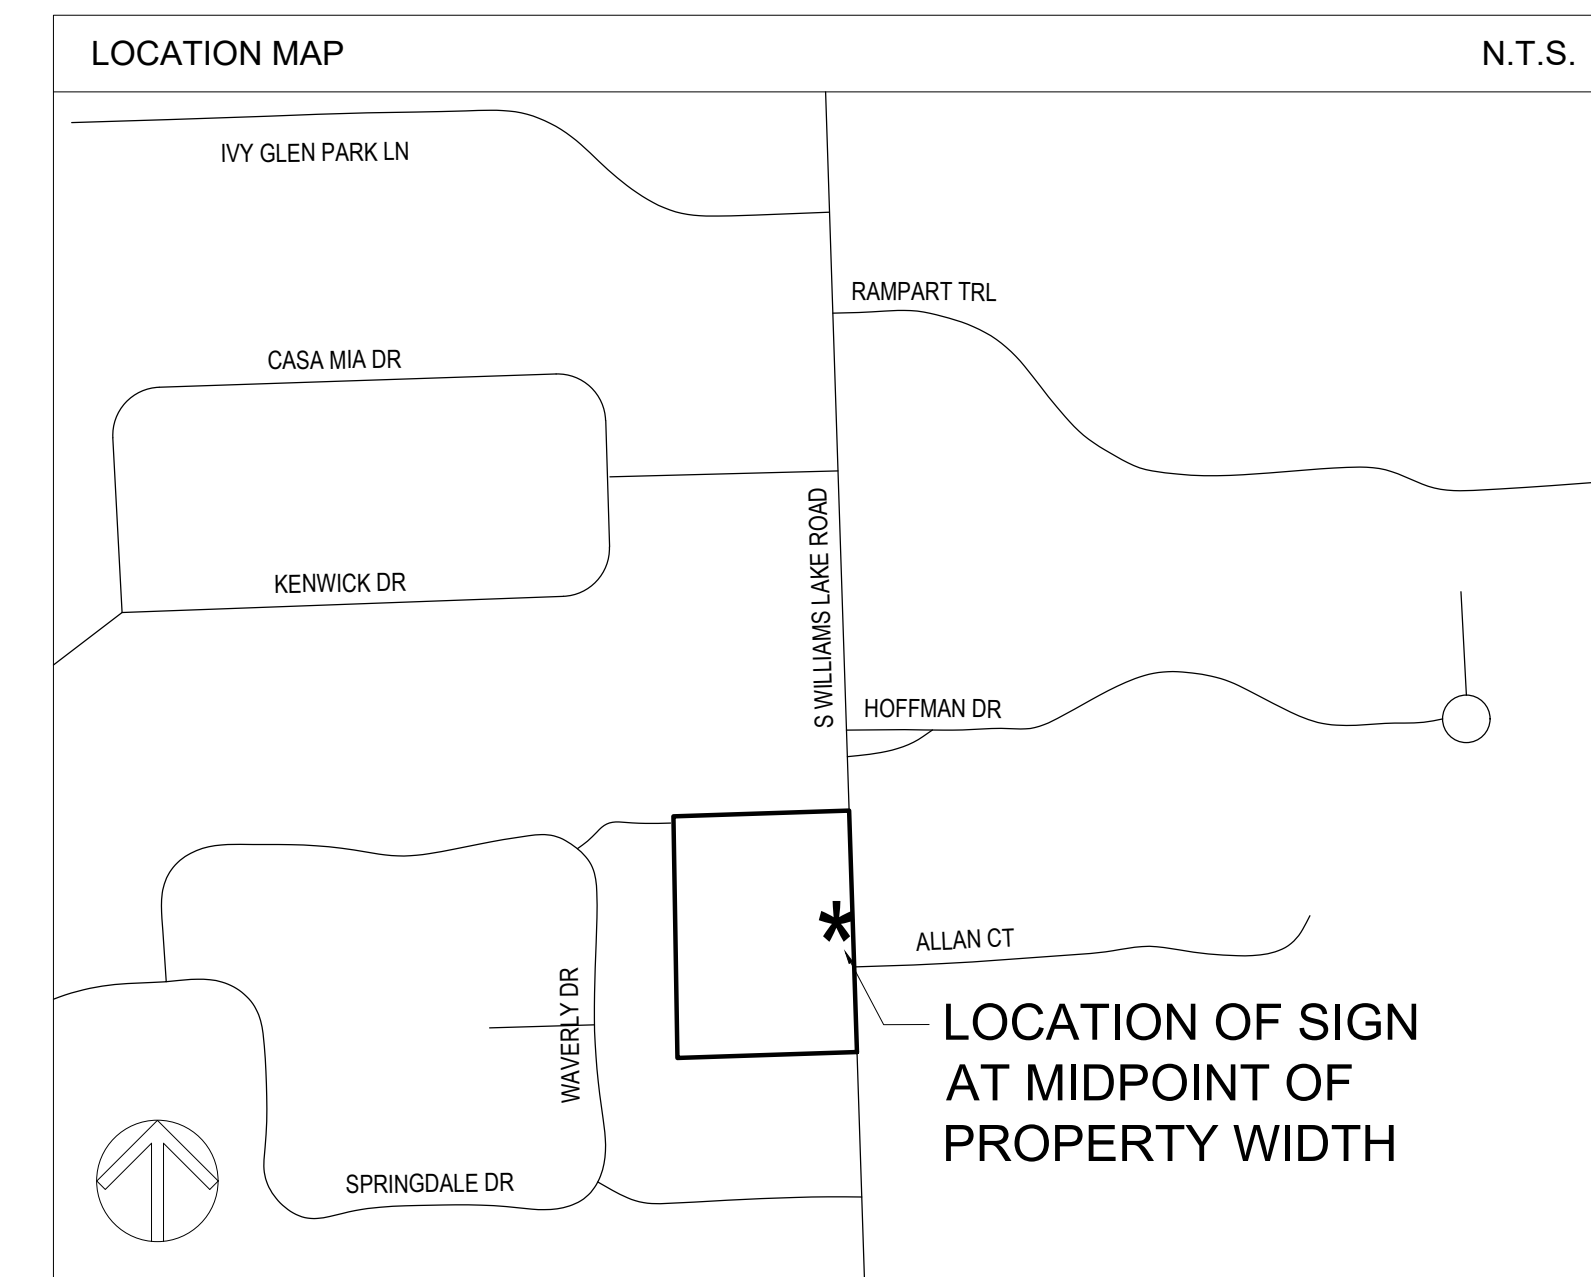 LOCATION MAP
N.T.S.
IVY GLEN PARK LN
RAMPART TRL
CASA MIA DR
KENWICK DR
S WILLIAMS LAKE ROAD
HOFFMAN DR
*
ALLAN CT
WAVERLY DR
LOCATION OF SIGN
AT MIDPOINT OF
PROPERTY WIDTH
SPRINGDALE DR